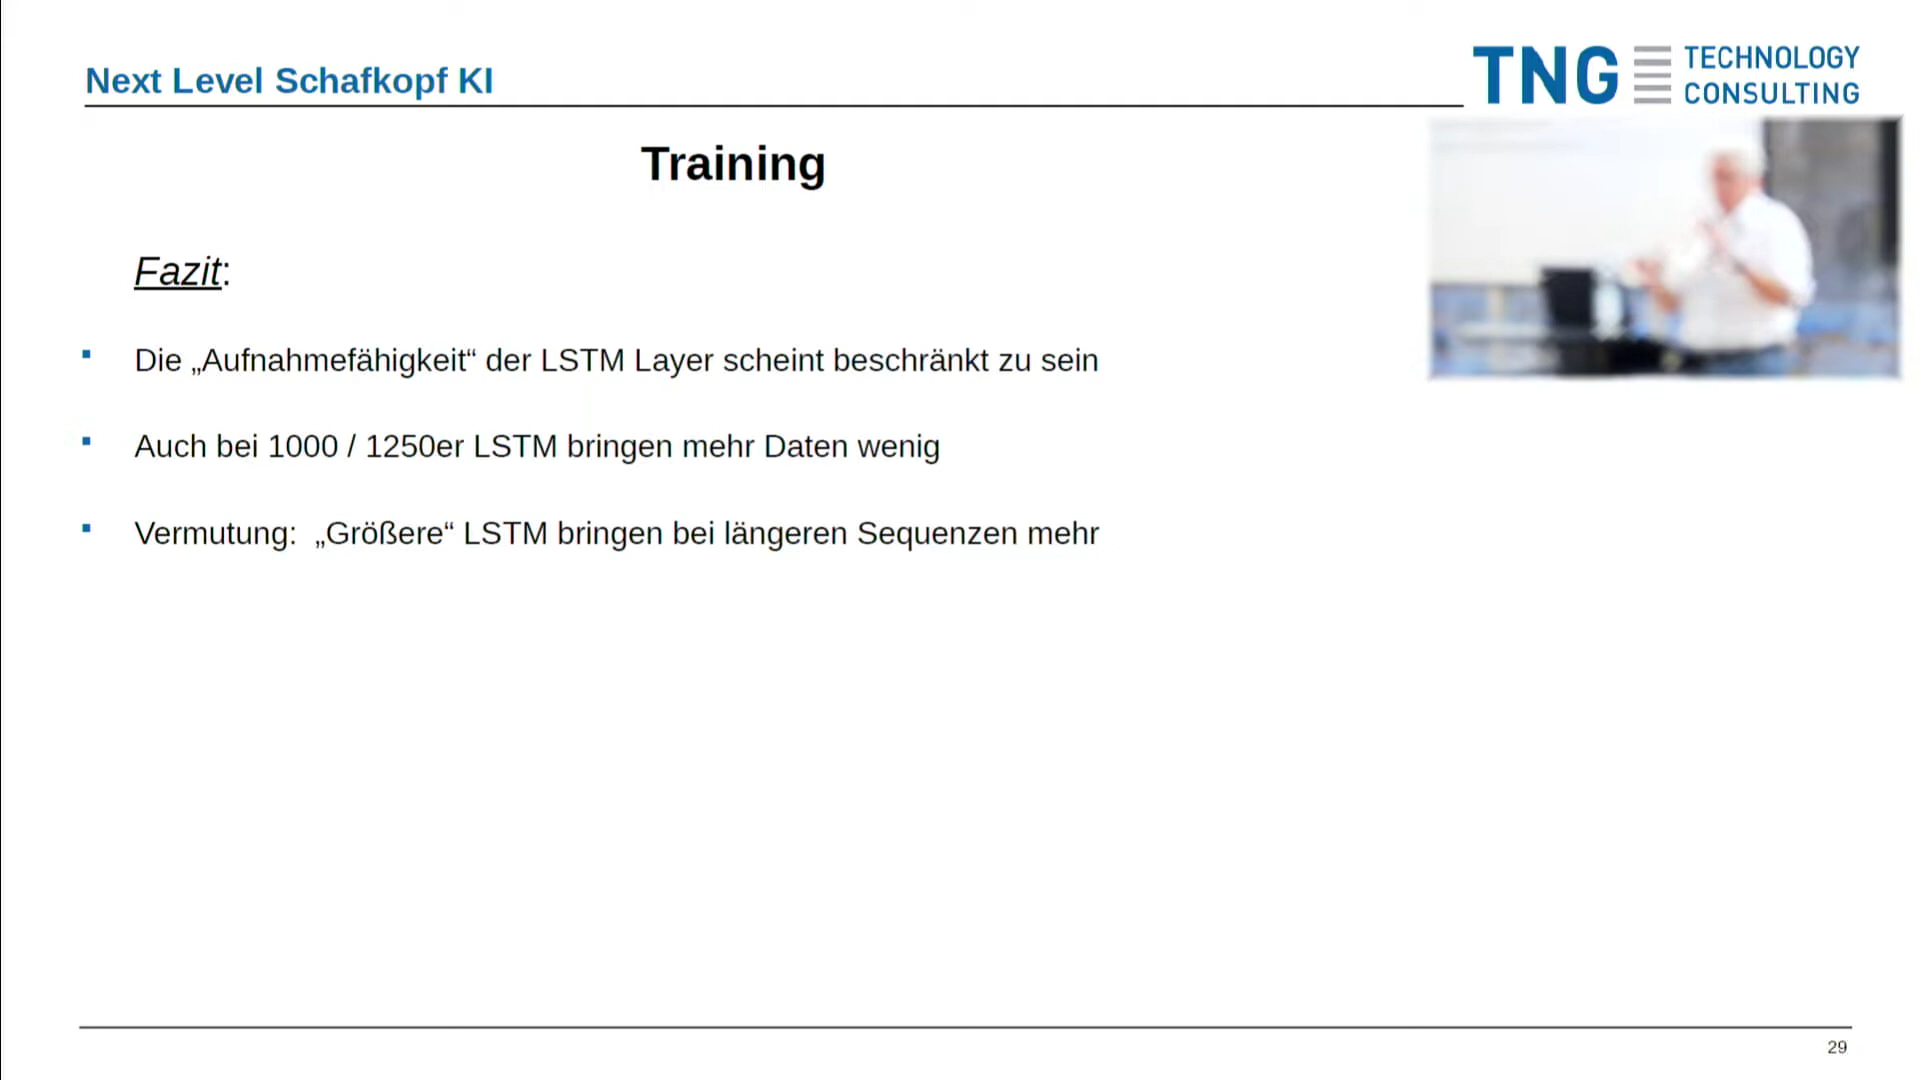 Next Level Schafkopf KI
TNG TECHNOLOGY CONSULTING
Training
Fazit:
Die „Aufnahmefähigkeit“ der LSTM Layer scheint beschränkt zu sein
Auch bei 1000 / 1250er LSTM bringen mehr Daten wenig
Vermutung: „Größere“ LSTM bringen bei längeren Sequenzen mehr
29